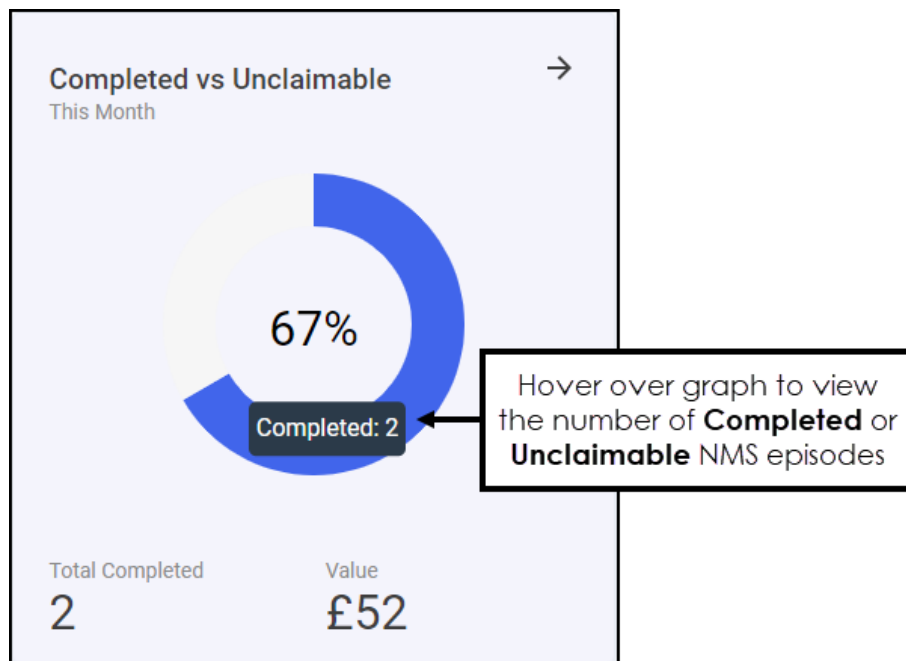 Completed vs Unclaimable
This Month
67%
Completed: 2
Hover over graph to view
the number of Completed or
Unclaimable NMS episodes
Total Completed
Value
2
£52